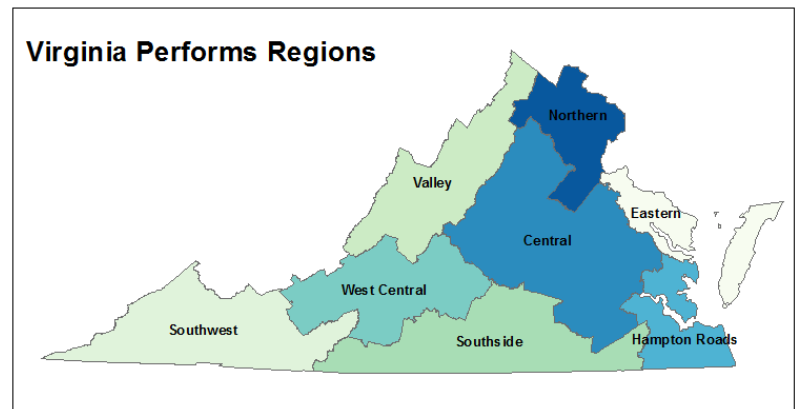 Virginia Performs Regions
Northern
Valley
Eastern
Central
West Central
Southwest
Southside
Hampton Roads